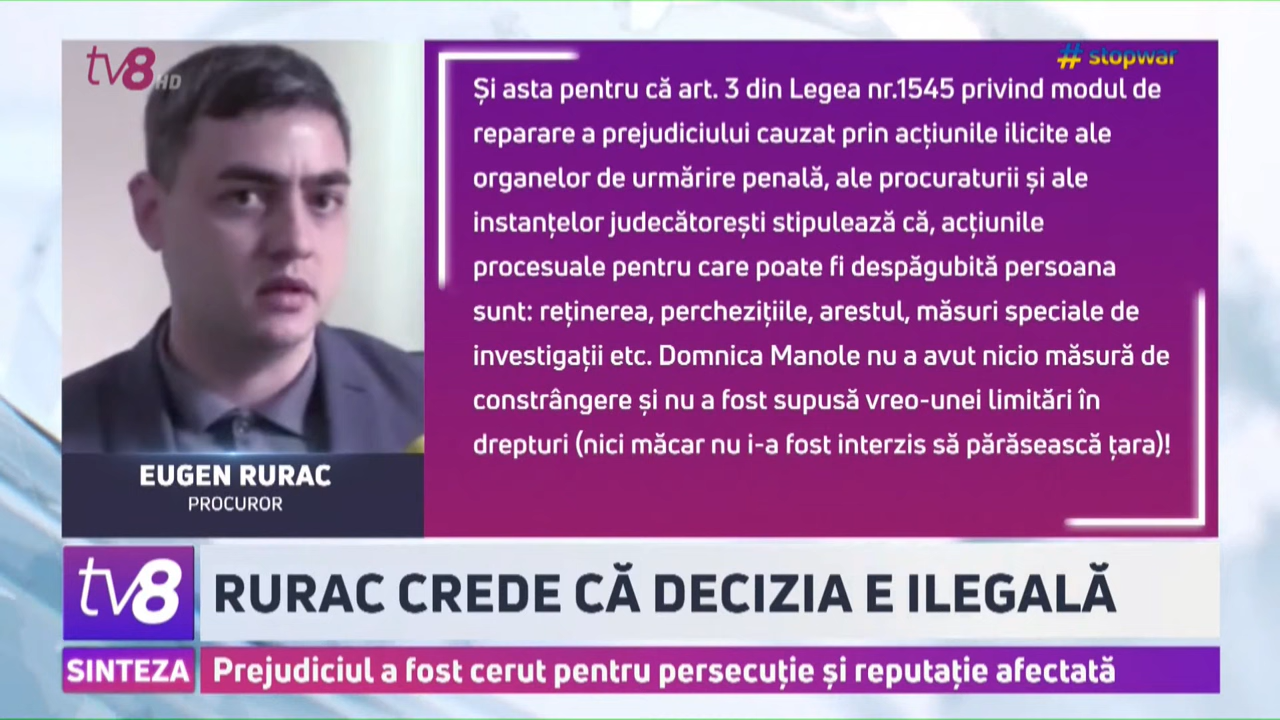 tv8 HD
# stopwar
Și asta pentru că art. 3 din Legea nr.1545 privind modul de
reparare a prejudiciului cauzat prin acțiunile ilicite ale
organelor de urmărire penală, ale procuraturii și ale
instanțelor judecătorești stipulează că, acțiunile
procesuale pentru care poate fi despăgubită persoana
sunt: reținerea, perchezițiile, arestul, măsuri speciale de
investigații etc. Domnica Manole nu a avut nicio măsură de
constrângere și nu a fost supusă vreo-unei limitări în
drepturi (nici măcar nu i-a fost interzis să părăsească țara)!
EUGEN RURAC
PROCUROR
tv8
RURAC CREDE CĂ DECIZIA E ILEGALĂ
SINTEZA
Prejudiciul a fost cerut pentru persecuție și reputație afectată